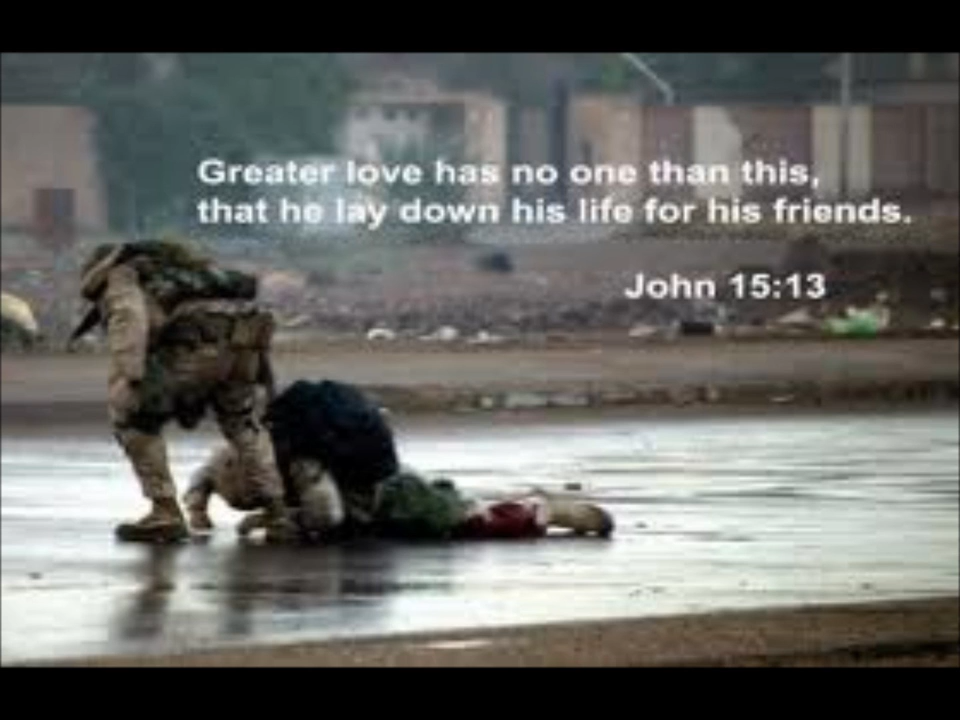 Greater love has no one than this,
that he lay down his life for his friends.
John 15:13